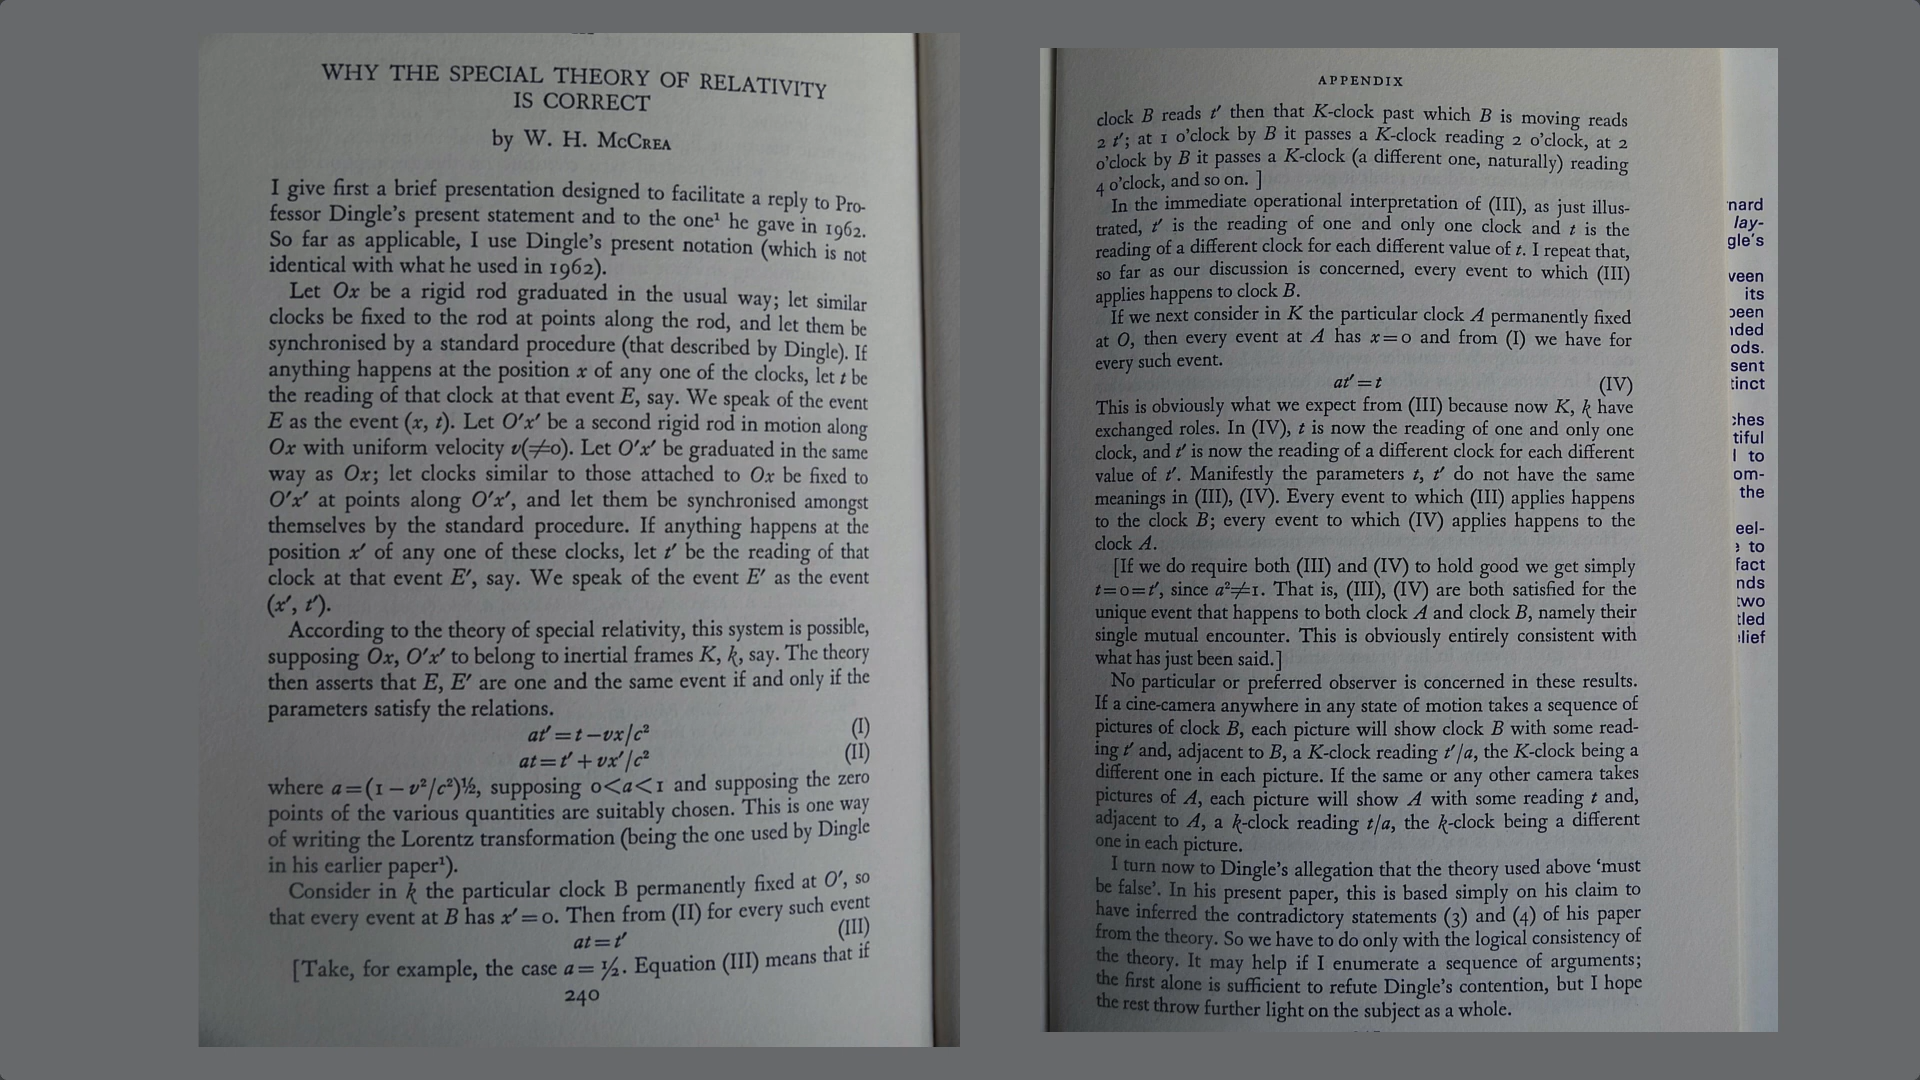 WHY THE SPECIAL THEORY OF RELATIVITY
IS CORRECT
by W. H. McCREA
I give first a brief presentation designed to facilitate a reply to Pro-
fessor Dingle's present statement and to the one¹ he gave in 1962.
So far as applicable, I use Dingle's present notation (which is not
identical with what he used in 1962).
Let Ox be a rigid rod graduated in the usual way; let similar
clocks be fixed to the rod at points along the rod, and let them be
synchronised by a standard procedure (that described by Dingle). If
anything happens at the position x of any one of the clocks, let t be
the reading of that clock at that event E, say. We speak of the event
E as the event (x, t). Let O′x′ be a second rigid rod in motion along
Ox with uniform velocity v(≠0). Let O′x′ be graduated in the same
way as Ox; let clocks similar to those attached to Ox be fixed to
O′x′ at points along O′x′, and let them be synchronised amongst
themselves by the standard procedure. If anything happens at the
position x′ of any one of these clocks, let t′ be the reading of that
clock at that event E′, say. We speak of the event E′ as the event
(x′, t′).
According to the theory of special relativity, this system is possible,
supposing Ox, O′x′ to belong to inertial frames K, k, say. The theory
then asserts that E, E′ are one and the same event if and only if the
parameters satisfy the relations.
at′=t−vx/c² (I)
at=t′+vx′/c² (II)
where a=(1−v²/c²)½, supposing 0<a<1 and supposing the zero
points of the various quantities are suitably chosen. This is one way
of writing the Lorentz transformation (being the one used by Dingle
in his earlier paper¹).
Consider in k the particular clock B permanently fixed at O′, so
that every event at B has x′=0. Then from (II) for every such event
at=t′ (III)
[Take, for example, the case a=½. Equation (III) means that if
240
APPENDIX
clock B reads t′ then that K-clock past which B is moving reads
2 t′; at 1 o'clock by B it passes a K-clock reading 2 o'clock, at 2
o'clock by B it passes a K-clock (a different one, naturally) reading
4 o'clock, and so on. ]
In the immediate operational interpretation of (III), as just illus-
trated, t′ is the reading of one and only one clock and t is the
reading of a different clock for each different value of t. I repeat that,
so far as our discussion is concerned, every event to which (III)
applies happens to clock B.
If we next consider in K the particular clock A permanently fixed
at O, then every event at A has x=0 and from (I) we have for
every such event.
at′=t (IV)
This is obviously what we expect from (III) because now K, k have
exchanged roles. In (IV), t is now the reading of one and only one
clock, and t′ is now the reading of a different clock for each different
value of t′. Manifestly the parameters t, t′ do not have the same
meanings in (III), (IV). Every event to which (III) applies happens
to the clock B; every event to which (IV) applies happens to the
clock A.
[If we do require both (III) and (IV) to hold good we get simply
t=0=t′, since a²≠1. That is, (III), (IV) are both satisfied for the
unique event that happens to both clock A and clock B, namely their
single mutual encounter. This is obviously entirely consistent with
what has just been said.]
No particular or preferred observer is concerned in these results.
If a cine-camera anywhere in any state of motion takes a sequence of
pictures of clock B, each picture will show clock B with some read-
ing t′ and, adjacent to B, a K-clock reading t′/a, the K-clock being a
different one in each picture. If the same or any other camera takes
pictures of A, each picture will show A with some reading t and,
adjacent to A, a k-clock reading t/a, the k-clock being a different
one in each picture.
I turn now to Dingle's allegation that the theory used above 'must
be false'. In his present paper, this is based simply on his claim to
have inferred the contradictory statements (3) and (4) of his paper
from the theory. So we have to do only with the logical consistency of
the theory. It may help if I enumerate a sequence of arguments;
the first alone is sufficient to refute Dingle's contention, but I hope
the rest throw further light on the subject as a whole.
nard
lay-
gle's
veen
its
been
nded
ods.
sent
tinct
ches
tiful
l to
om-
the
eel-
e to
fact
nds
two
tled
elief